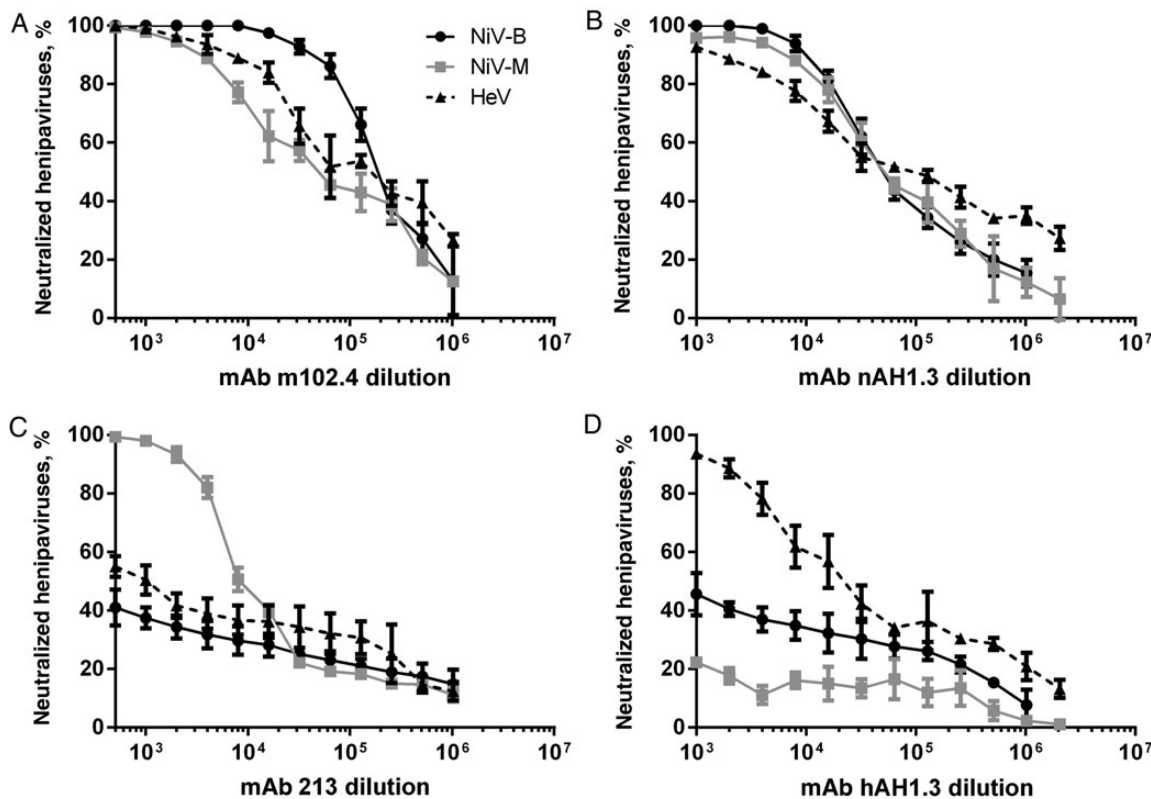 A
Neutralized henipaviruses, %
100
80
60
40
20
0
10³ 10⁴ 10⁵ 10⁶ 10⁷
mAb m102.4 dilution
NiV-B
NiV-M
HeV
B
Neutralized henipaviruses, %
100
80
60
40
20
0
10³ 10⁴ 10⁵ 10⁶ 10⁷
mAb nAH1.3 dilution
C
Neutralized henipaviruses, %
100
80
60
40
20
0
10³ 10⁴ 10⁵ 10⁶ 10⁷
mAb 213 dilution
D
Neutralized henipaviruses, %
100
80
60
40
20
0
10³ 10⁴ 10⁵ 10⁶ 10⁷
mAb hAH1.3 dilution